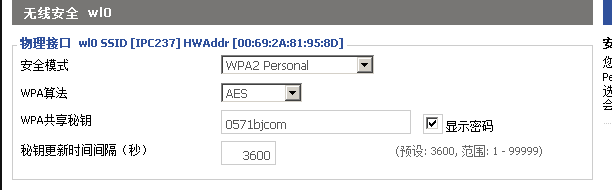 无线安全 wl0
物理接口 wl0 SSID [IPC237] HWAddr [00:69:2A:81:95:8D]
安全模式 WPA2 Personal
WPA算法 AES
WPA共享秘钥 0571bjcom 显示密码
秘钥更新时间间隔（秒） 3600 (预设: 3600, 范围: 1 - 99999)
安
您
Pe
选
会